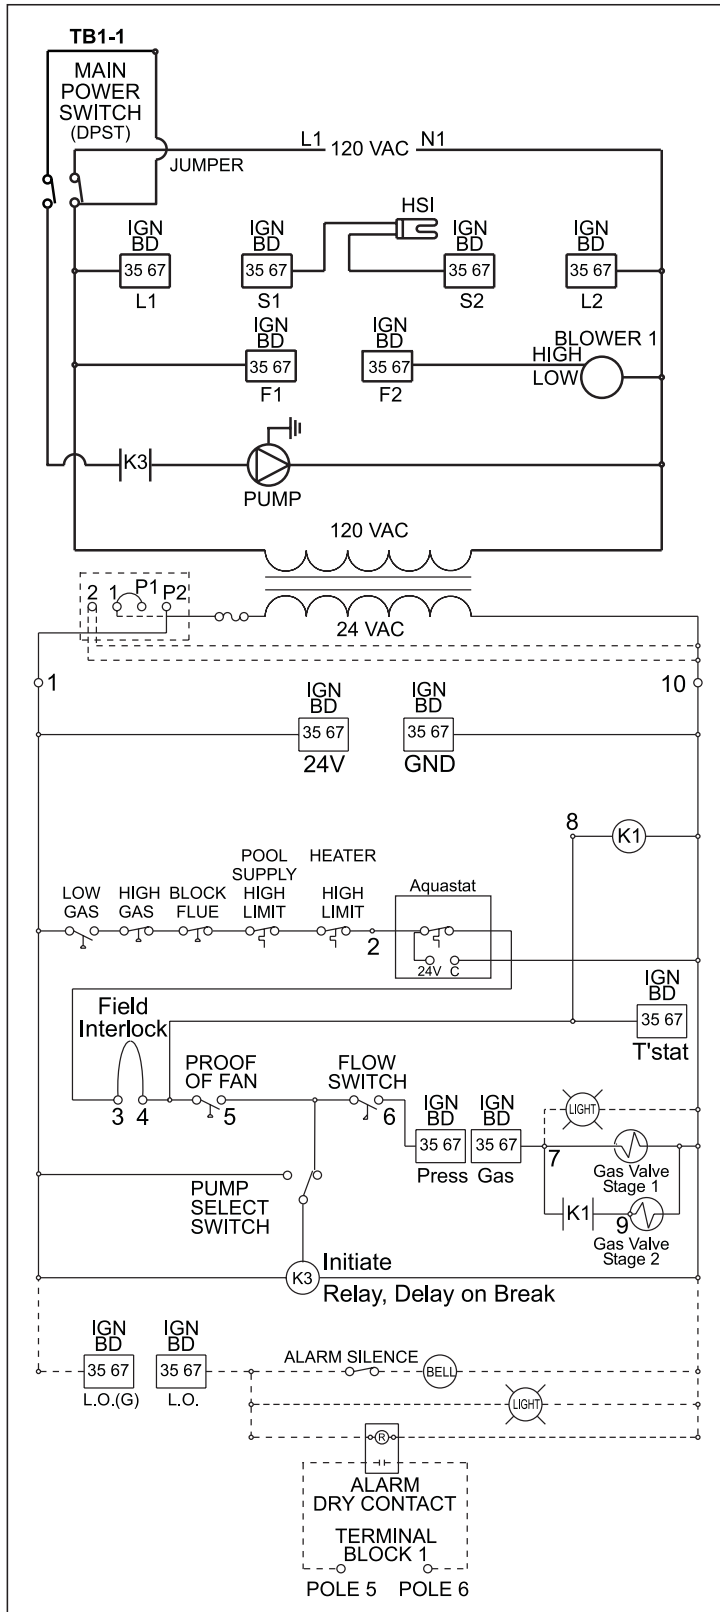 TB1-1
MAIN
POWER
SWITCH
(DPST)
L1 120 VAC N1
JUMPER
HSI
IGN
BD
35 67
L1
IGN
BD
35 67
S1
IGN
BD
35 67
S2
IGN
BD
35 67
L2
IGN
BD
35 67
F1
IGN
BD
35 67
F2
BLOWER 1
HIGH
LOW
K3
PUMP
120 VAC
2 1 P1 P2
24 VAC
1
10
IGN
BD
35 67
24V
IGN
BD
35 67
GND
8
K1
LOW
GAS
HIGH
GAS
BLOCK
FLUE
POOL
SUPPLY
HIGH
LIMIT
HEATER
HIGH
LIMIT
2
Aquastat
24V C
IGN
BD
35 67
T'stat
Field
Interlock
3 4
PROOF
OF FAN
5
FLOW
SWITCH
6
IGN
BD
35 67
Press
IGN
BD
35 67
Gas
LIGHT
7
Gas Valve
Stage 1
K1
9
Gas Valve
Stage 2
PUMP
SELECT
SWITCH
K3
Initiate
Relay, Delay on Break
IGN
BD
35 67
L.O.(G)
IGN
BD
35 67
L.O.
ALARM SILENCE
BELL
LIGHT
R
ALARM
DRY CONTACT
TERMINAL
BLOCK 1
POLE 5 POLE 6